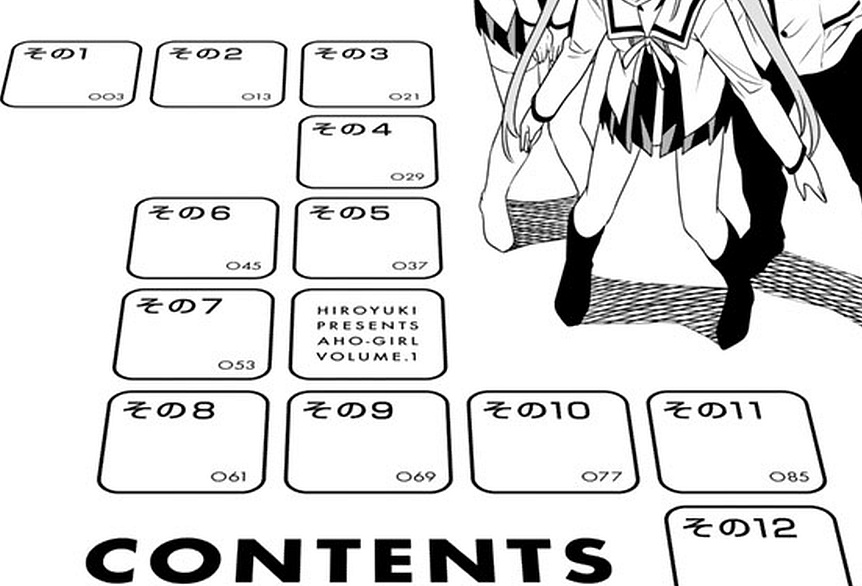 その1
003
その2
013
その3
021
その4
029
その6
045
その5
037
その7
053
HIROYUKI
PRESENTS
AHO-GIRL
VOLUME.1
その8
061
その9
069
その10
077
その11
085
その12
CONTENTS